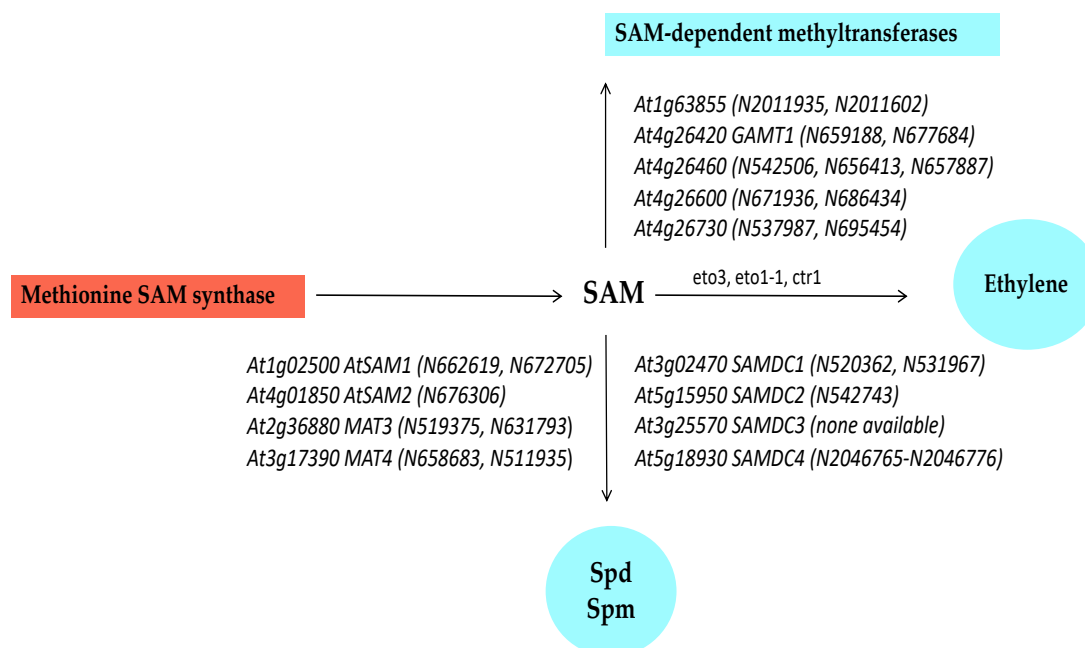 SAM-dependent methyltransferases
At1g63855 (N2011935, N2011602)
At4g26420 GAMT1 (N659188, N677684)
At4g26460 (N542506, N656413, N657887)
At4g26600 (N671936, N686434)
At4g26730 (N537987, N695454)
Methionine SAM synthase
SAM
eto3, eto1-1, ctr1
Ethylene
At1g02500 AtSAM1 (N662619, N672705)
At4g01850 AtSAM2 (N676306)
At2g36880 MAT3 (N519375, N631793)
At3g17390 MAT4 (N658683, N511935)
At3g02470 SAMDC1 (N520362, N531967)
At5g15950 SAMDC2 (N542743)
At3g25570 SAMDC3 (none available)
At5g18930 SAMDC4 (N2046765-N2046776)
Spd
Spm